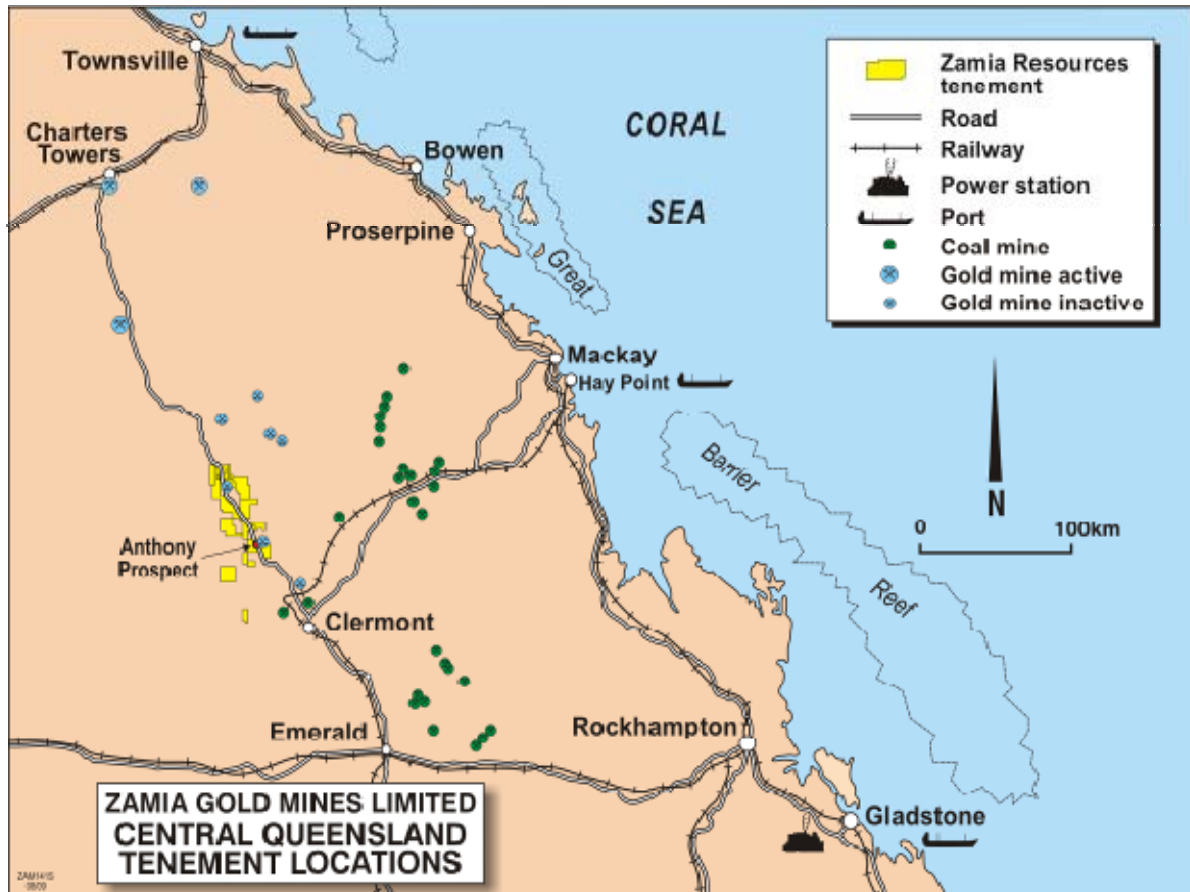 Townsville
Charters
Towers
Bowen
Proserpine
CORAL
SEA
Great
Mackay
Hay Point
Barrier
Reef
Anthony
Prospect
Clermont
Emerald
Rockhampton
Gladstone
Zamia Resources
tenement
Road
Railway
Power station
Port
Coal mine
Gold mine active
Gold mine inactive
N
0 100km
ZAMIA GOLD MINES LIMITED
CENTRAL QUEENSLAND
TENEMENT LOCATIONS